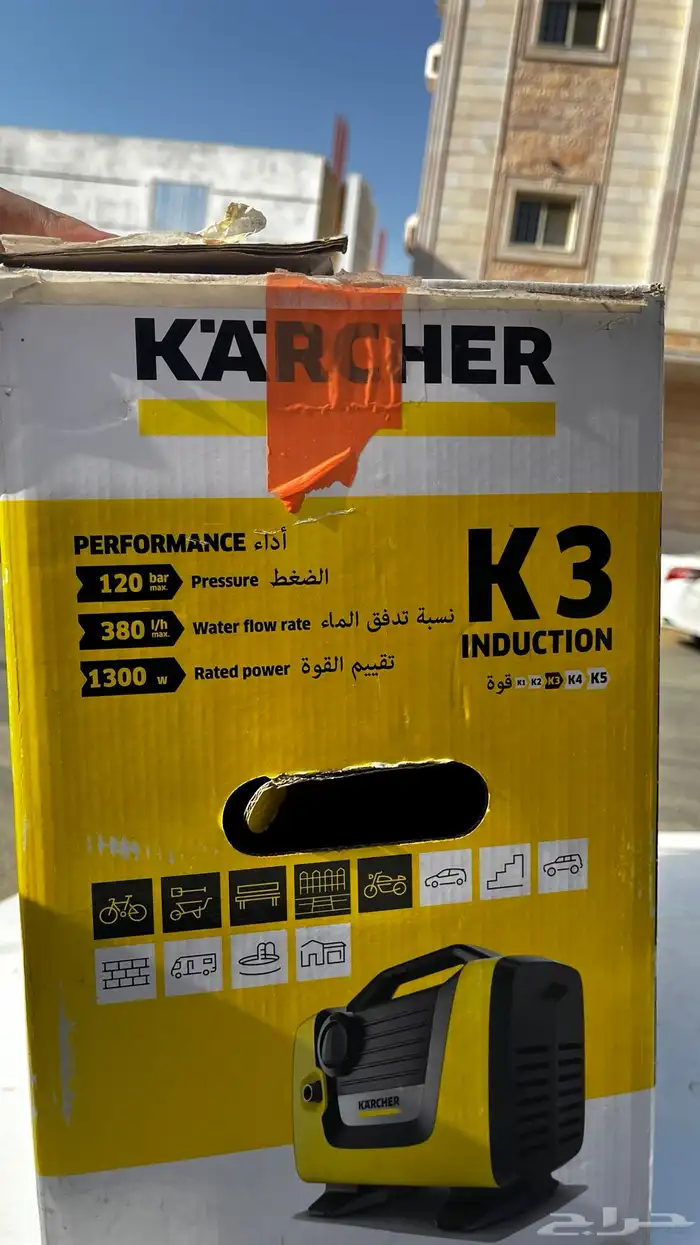 KÄRCHER
PERFORMANCE أداء
120 bar max. Pressure الضغط
380 l/h max. Water flow rate نسبة تدفق الماء
1300 w Rated power تقييم القوة
K 3
INDUCTION
قوة K1 K2 K3 K4 K5
KÄRCHER
حراج